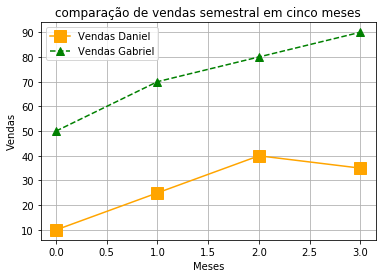 comparação de vendas semestral em cinco meses
Vendas Daniel
Vendas Gabriel
90
80
70
60
50
40
30
20
10
Vendas
0.0 0.5 1.0 1.5 2.0 2.5 3.0
Meses